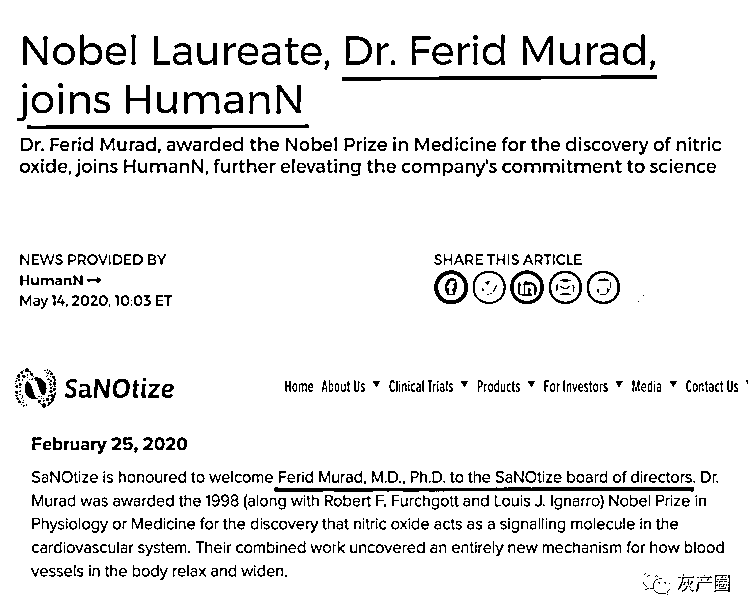 Nobel Laureate, Dr. Ferid Murad,
joins HumanN
Dr. Ferid Murad, awarded the Nobel Prize in Medicine for the discovery of nitric
oxide, joins HumanN, further elevating the company's commitment to science
NEWS PROVIDED BY
HumanN →
May 14, 2020, 10:03 ET
SHARE THIS ARTICLE
SaNOtize
Home About Us ▼ Clinical Trials ▼ Products ▼ For Investors ▼ Media ▼ Contact Us ▼
February 25, 2020
SaNOtize is honoured to welcome Ferid Murad, M.D., Ph.D. to the SaNOtize board of directors. Dr.
Murad was awarded the 1998 (along with Robert F. Furchgott and Louis J. Ignarro) Nobel Prize in
Physiology or Medicine for the discovery that nitric oxide acts as a signalling molecule in the
cardiovascular system. Their combined work uncovered an entirely new mechanism for how blood
vessels in the body relax and widen.
灰产圈